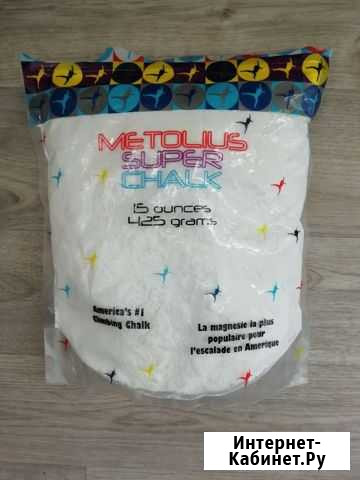 METOLIUS
SUPER
CHALK
15 ounces
425 grams
America's #1
Climbing Chalk
La magnesie la plus
populaire pour
l'escalade en Amerique
Интернет-
Кабинет.Ру